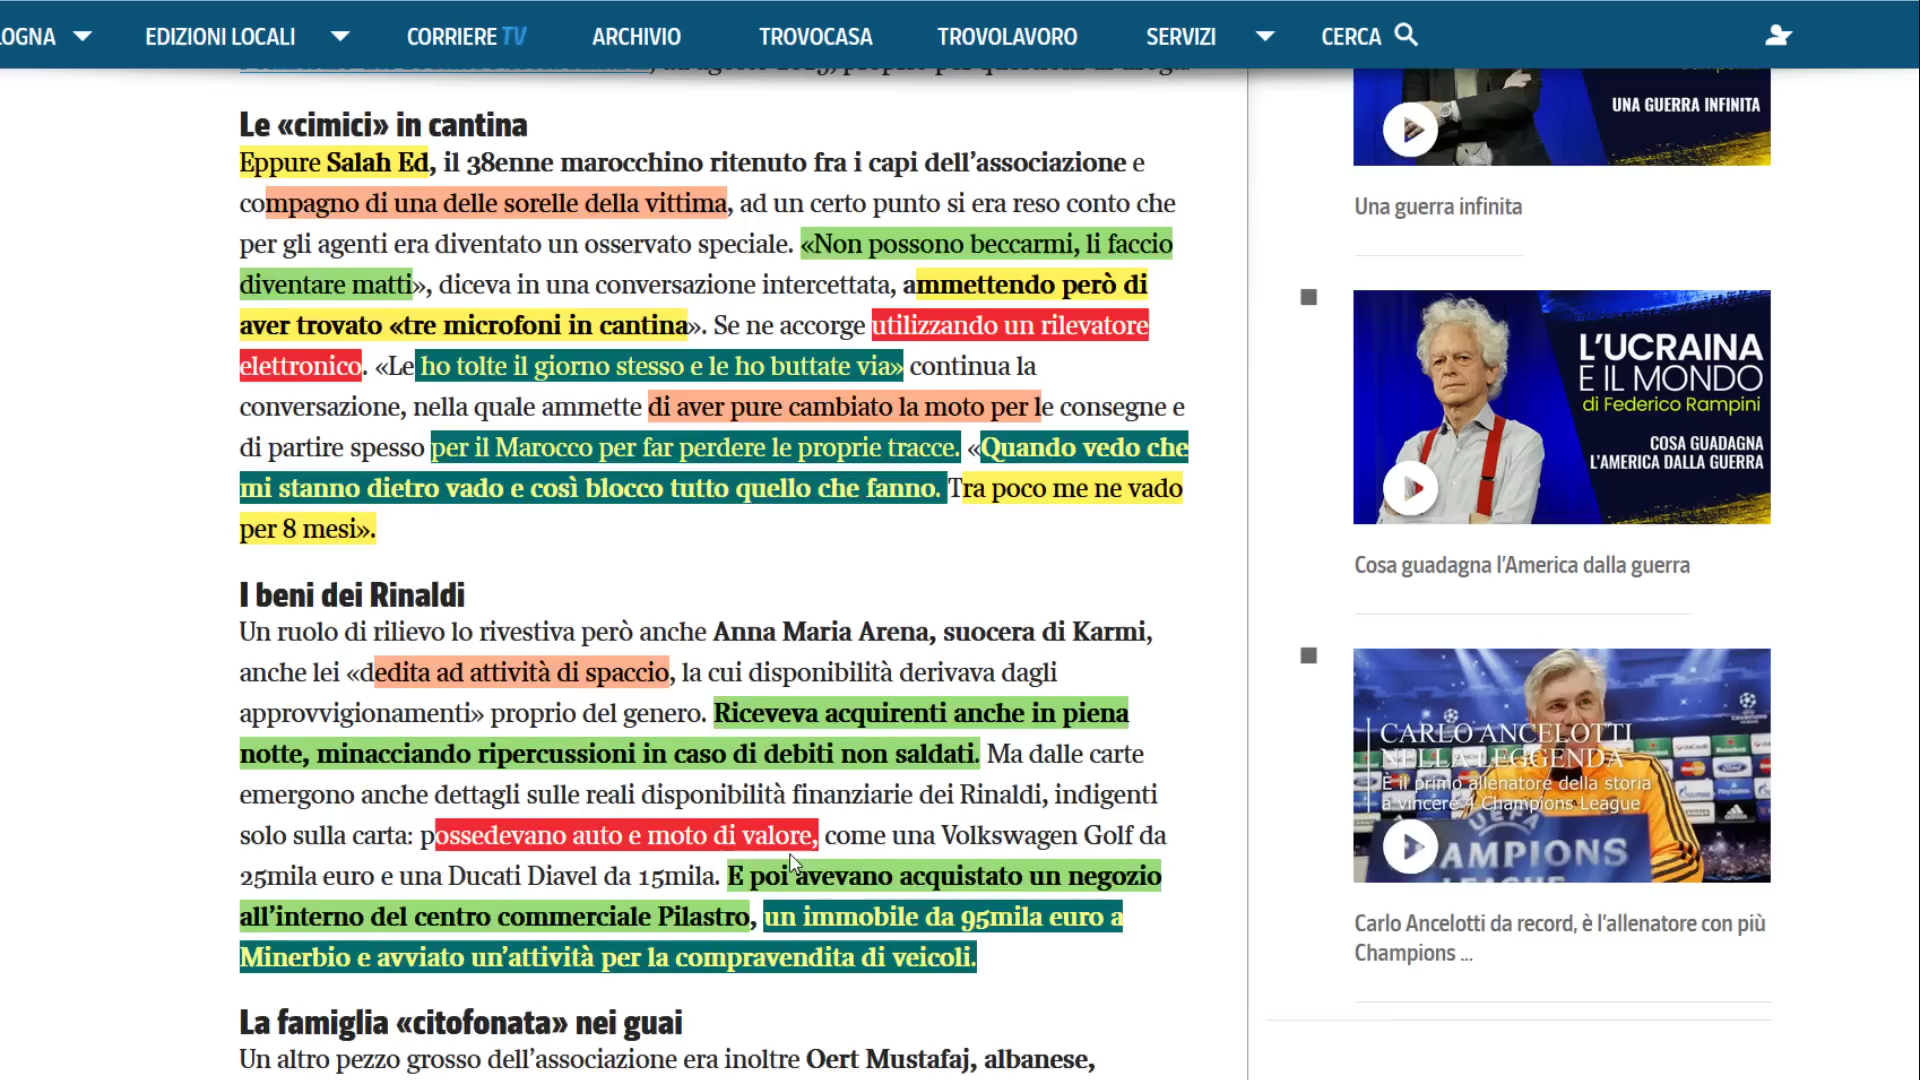 LOGNA
EDIZIONI LOCALI
CORRIERE TV
ARCHIVIO
TROVOCASA
TROVOLAVORO
SERVIZI
CERCA
Le «cimici» in cantina
Eppure Salah Ed, il 38enne marocchino ritenuto fra i capi dell’associazione e
compagno di una delle sorelle della vittima, ad un certo punto si era reso conto che
per gli agenti era diventato un osservato speciale. «Non possono beccarmi, li faccio
diventare matti», diceva in una conversazione intercettata, ammettendo però di
aver trovato «tre microfoni in cantina». Se ne accorge utilizzando un rilevatore
elettronico. «Le ho tolte il giorno stesso e le ho buttate via» continua la
conversazione, nella quale ammette di aver pure cambiato la moto per le consegne e
di partire spesso per il Marocco per far perdere le proprie tracce. «Quando vedo che
mi stanno dietro vado e così blocco tutto quello che fanno. Tra poco me ne vado
per 8 mesi».
I beni dei Rinaldi
Un ruolo di rilievo lo rivestiva però anche Anna Maria Arena, suocera di Karmi,
anche lei «dedita ad attività di spaccio, la cui disponibilità derivava dagli
approvvigionamenti» proprio del genero. Riceveva acquirenti anche in piena
notte, minacciando ripercussioni in caso di debiti non saldati. Ma dalle carte
emergono anche dettagli sulle reali disponibilità finanziarie dei Rinaldi, indigenti
solo sulla carta: possedevano auto e moto di valore, come una Volkswagen Golf da
25mila euro e una Ducati Diavel da 15mila. E poi avevano acquistato un negozio
all’interno del centro commerciale Pilastro, un immobile da 95mila euro a
Minerbio e avviato un’attività per la compravendita di veicoli.
La famiglia «citofonata» nei guai
Un altro pezzo grosso dell’associazione era inoltre Oert Mustafaj, albanese,
UNA GUERRA INFINITA
Una guerra infinita
L’UCRAINA
E IL MONDO
di Federico Rampini
COSA GUADAGNA
L’AMERICA DALLA GUERRA
Cosa guadagna l’America dalla guerra
CARLO ANCELOTTI
NELLA LEGGENDA
È il primo allenatore della storia
a vincere 4 Champions League
UEFA
AMPIONS
Carlo Ancelotti da record, è l’allenatore con più
Champions ...